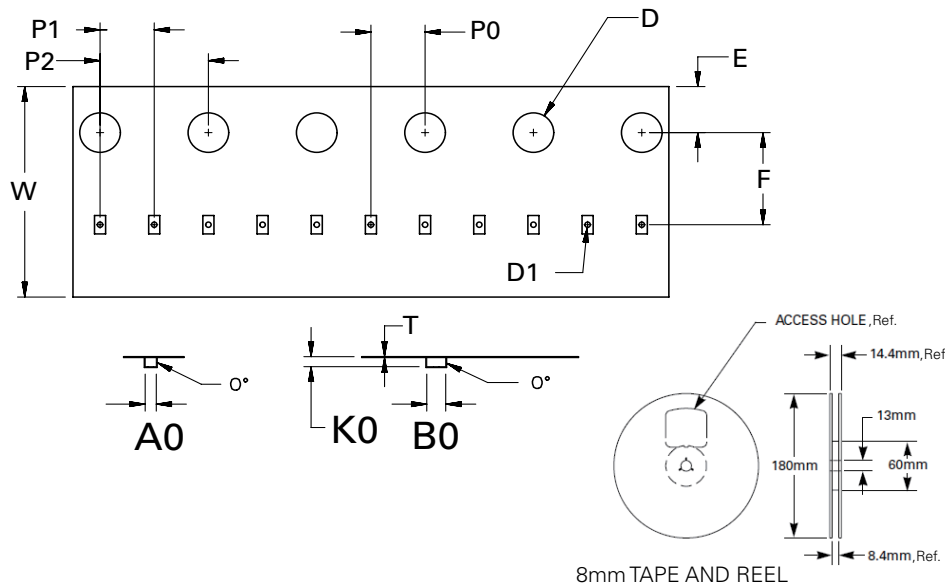 P1
P0
D
P2
E
W
F
D1
T
0°
0°
A0
K0
B0
ACCESS HOLE, Ref.
14.4mm, Ref
13mm
180mm
60mm
8.4mm, Ref.
8mm TAPE AND REEL